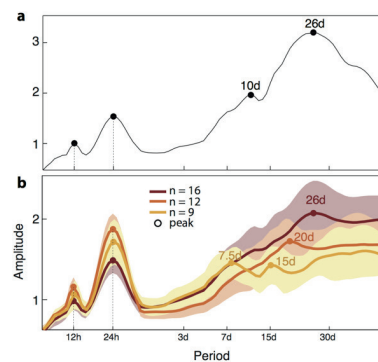 a
26d
3
10d
2
1
b
n = 16
n = 12
n = 9
peak
26d
20d
7.5d
15d
2
1
Amplitude
12h 24h 3d 7d 15d 30d
Period